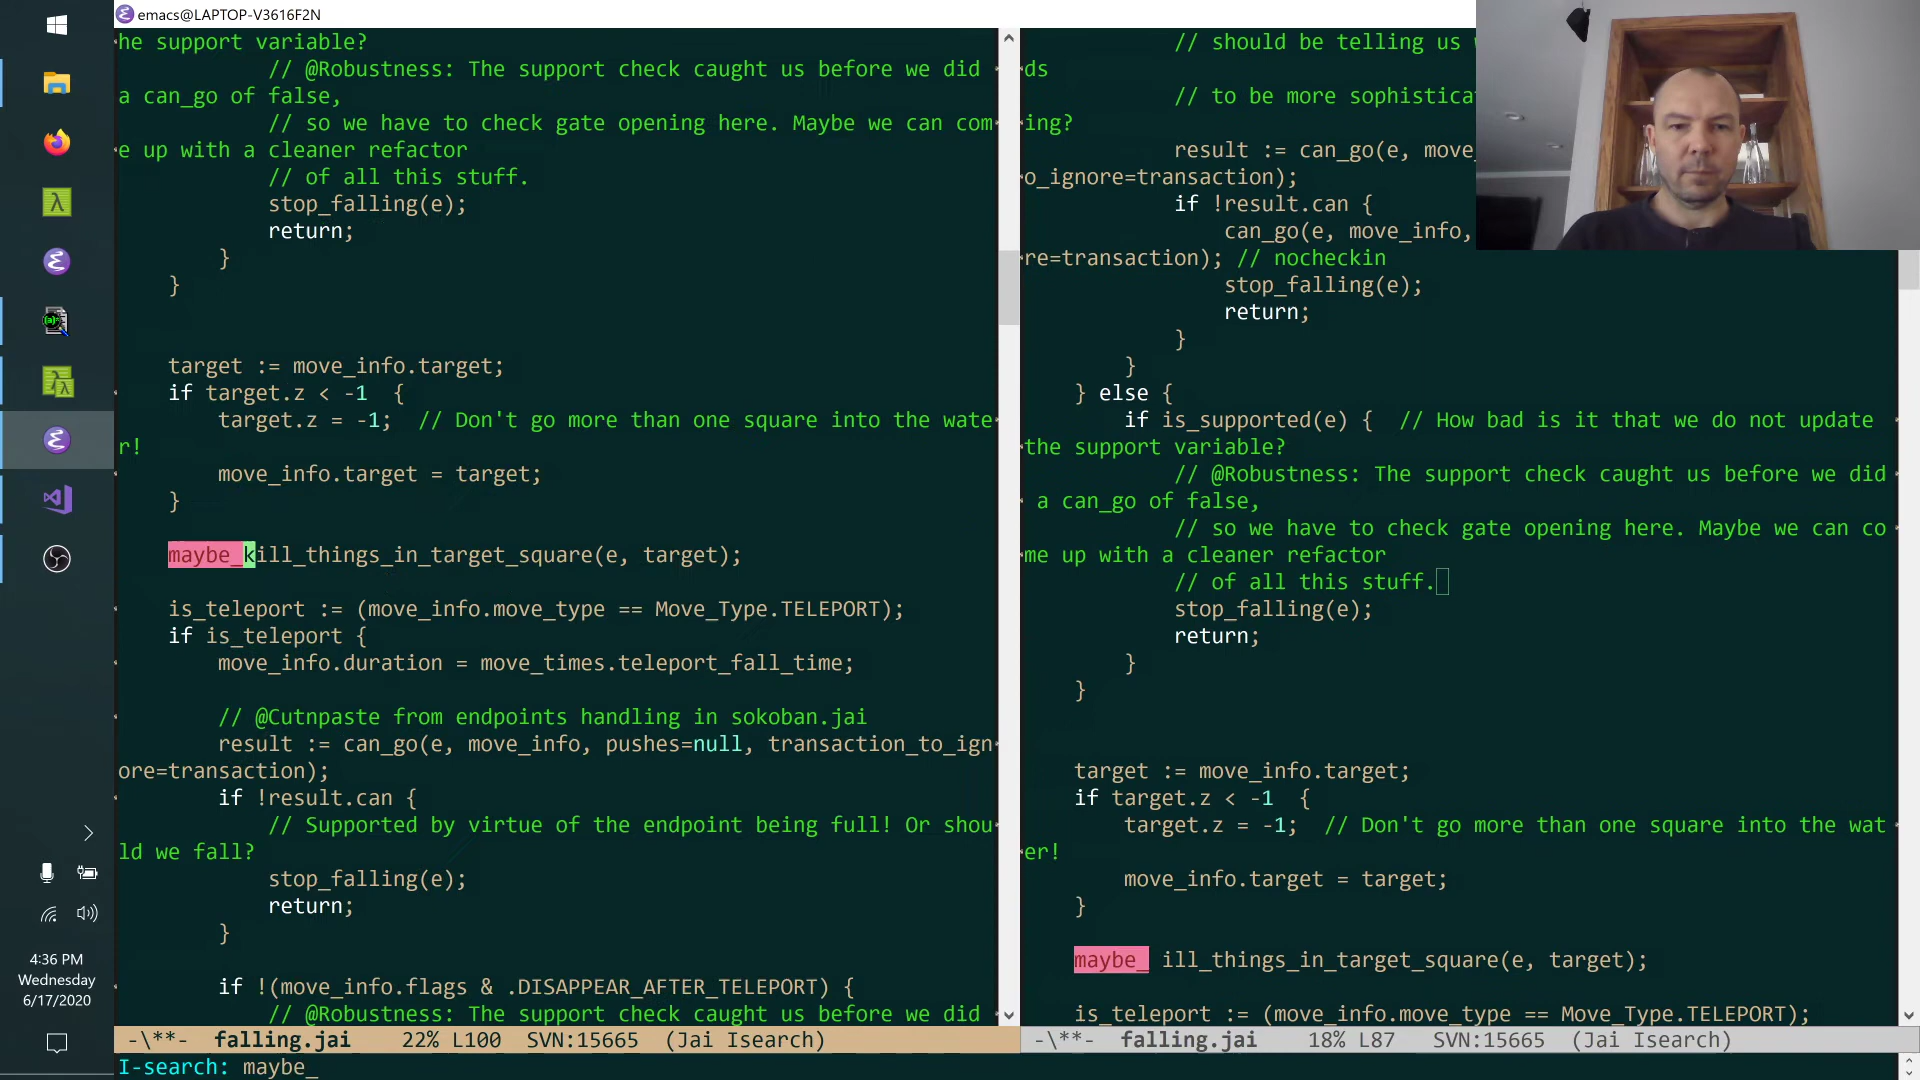 emacs@LAPTOP-V3616F2N
he support variable?
// @Robustness: The support check caught us before we did
a can_go of false,
// so we have to check gate opening here. Maybe we can com
e up with a cleaner refactor
// of all this stuff.
stop_falling(e);
return;
}
}
target := move_info.target;
if target.z < -1  {
target.z = -1;  // Don't go more than one square into the wate
r!
move_info.target = target;
}
maybe_kill_things_in_target_square(e, target);
is_teleport := (move_info.move_type == Move_Type.TELEPORT);
if is_teleport {
move_info.duration = move_times.teleport_fall_time;
// @Cutnpaste from endpoints handling in sokoban.jai
result := can_go(e, move_info, pushes=null, transaction_to_ign
ore=transaction);
if !result.can {
// Supported by virtue of the endpoint being full! Or shou
ld we fall?
stop_falling(e);
return;
}
if !(move_info.flags & .DISAPPEAR_AFTER_TELEPORT) {
// @Robustness: The support check caught us before we did
-\**-  falling.jai    22% L100  SVN:15665  (Jai Isearch)
// should be telling us
ds
// to be more sophistica
ing?
result := can_go(e, move_
o_ignore=transaction);
if !result.can {
can_go(e, move_info,
re=transaction); // nocheckin
stop_falling(e);
return;
}
}
} else {
if is_supported(e) {  // How bad is it that we do not update
the support variable?
// @Robustness: The support check caught us before we did
a can_go of false,
// so we have to check gate opening here. Maybe we can co
me up with a cleaner refactor
// of all this stuff.
stop_falling(e);
return;
}
}
target := move_info.target;
if target.z < -1  {
target.z = -1;  // Don't go more than one square into the wat
er!
move_info.target = target;
}
maybe_ ill_things_in_target_square(e, target);
is_teleport := (move_info.move_type == Move_Type.TELEPORT);
-\**-  falling.jai    18% L87   SVN:15665  (Jai Isearch)
I-search: maybe_
4:36 PM
Wednesday
6/17/2020